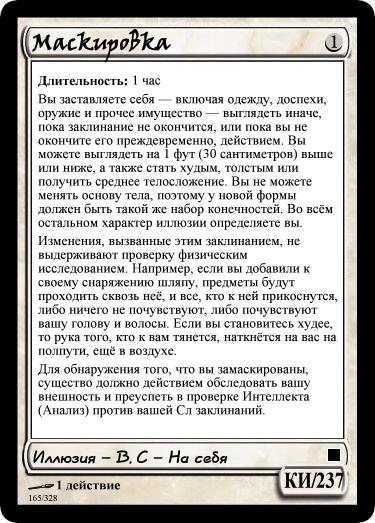 Маскировка
1
Длительность: 1 час
Вы заставляете себя — включая одежду, доспехи,
оружие и прочее имущество — выглядеть иначе,
пока заклинание не окончится, или пока вы не
окончите его преждевременно, действием. Вы
можете выглядеть на 1 фут (30 сантиметров) выше
или ниже, а также стать худым, толстым или
получить среднее телосложение. Вы не можете
менять основу тела, поэтому у новой формы
должен быть такой же набор конечностей. Во всём
остальном характер иллюзии определяете вы.
Изменения, вызванные этим заклинанием, не
выдерживают проверку физическим
исследованием. Например, если вы добавили к
своему снаряжению шляпу, предметы будут
проходить сквозь неё, и все, кто к ней прикоснутся,
либо ничего не почувствуют, либо почувствуют
вашу голову и волосы. Если вы становитесь худее,
то рука того, кто к вам тянется, наткнётся на вас на
полпути, ещё в воздухе.
Для обнаружения того, что вы замаскированы,
существо должно действием обследовать вашу
внешность и преуспеть в проверке Интеллекта
(Анализ) против вашей Сл заклинаний.
Иллюзия – В, С – На себя
1 действие
КИ/237
165/328